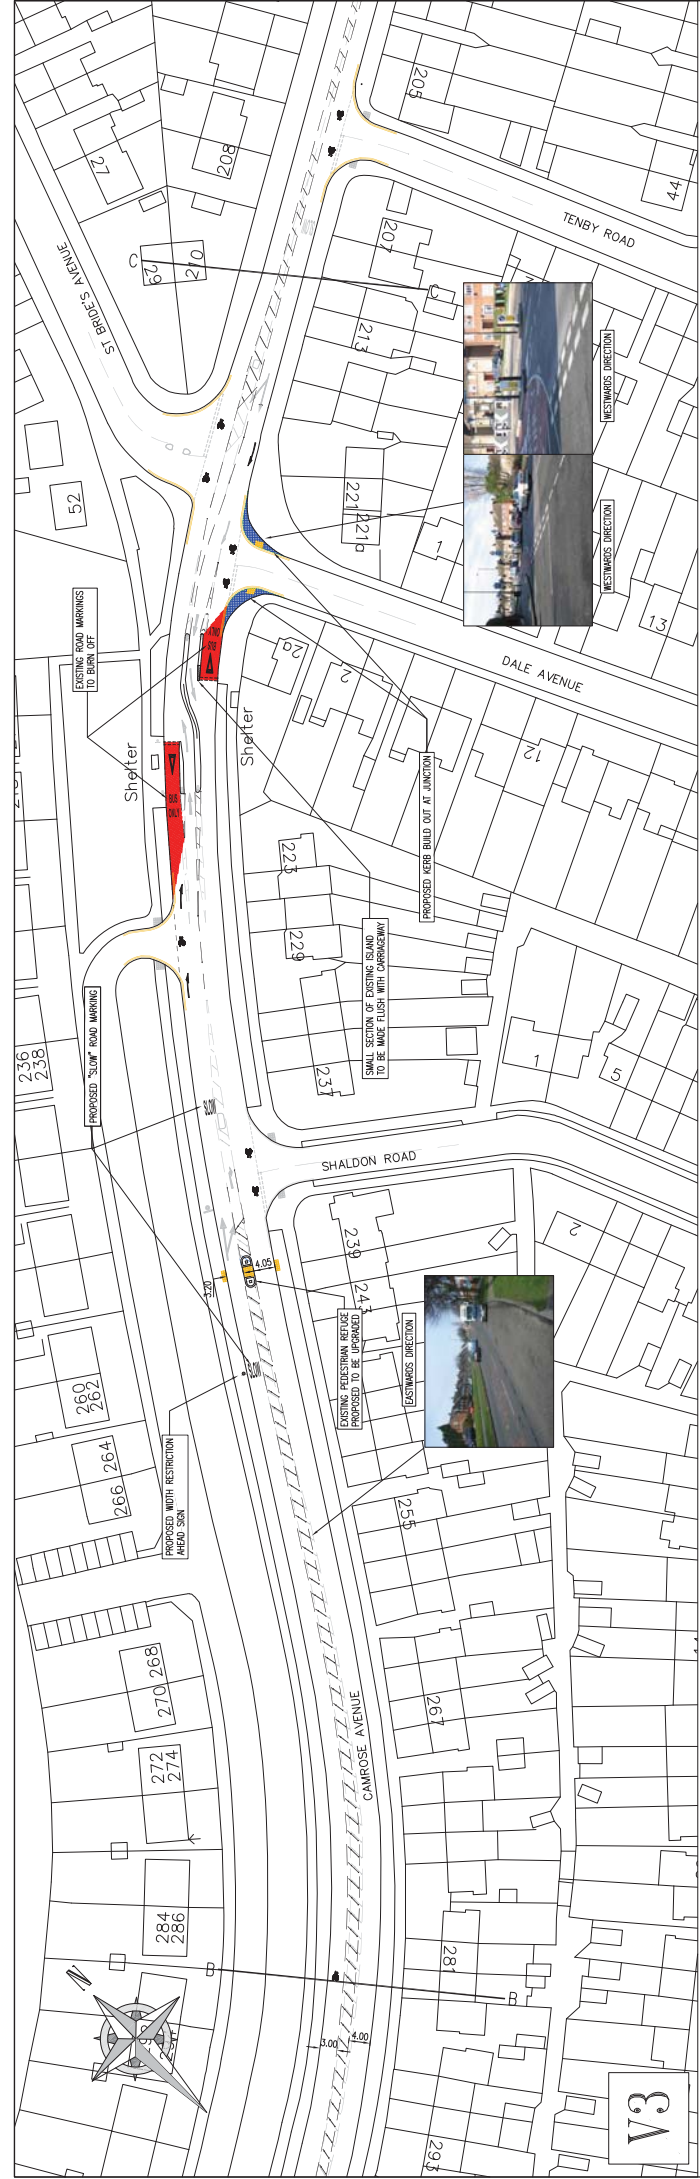 27
208
205
44
TENBY ROAD
ST BRIDE'S AVENUE
C
29
210
207
C
213
52
221
221a
1
13
WESTWARDS DIRECTION
WESTWARDS DIRECTION
EXISTING ROAD MARKINGS
TO BURN OFF
BUS
ONLY
2a
2
DALE AVENUE
12
Shelter
Shelter
BUS
ONLY
PROPOSED KERB BUILD OUT AT JUNCTION
223
229
237
SMALL SECTION OF EXISTING ISLAND
TO BE MADE FLUSH WITH CARRIAGEWAY
236
238
PROPOSED "SLOW" ROAD MARKING
SLOW
1
5
SHALDON ROAD
239
243
2
3.20
4.05
EXISTING PEDESTRIAN REFUGE
PROPOSED TO BE UPGRADED
EASTWARDS DIRECTION
SLOW
260
262
264
266
PROPOSED WIDTH RESTRICTION
AHEAD SIGN
255
268
270
267
272
274
CAMROSE AVENUE
284
286
281
B
B
N
3.00
4.00
293
V3